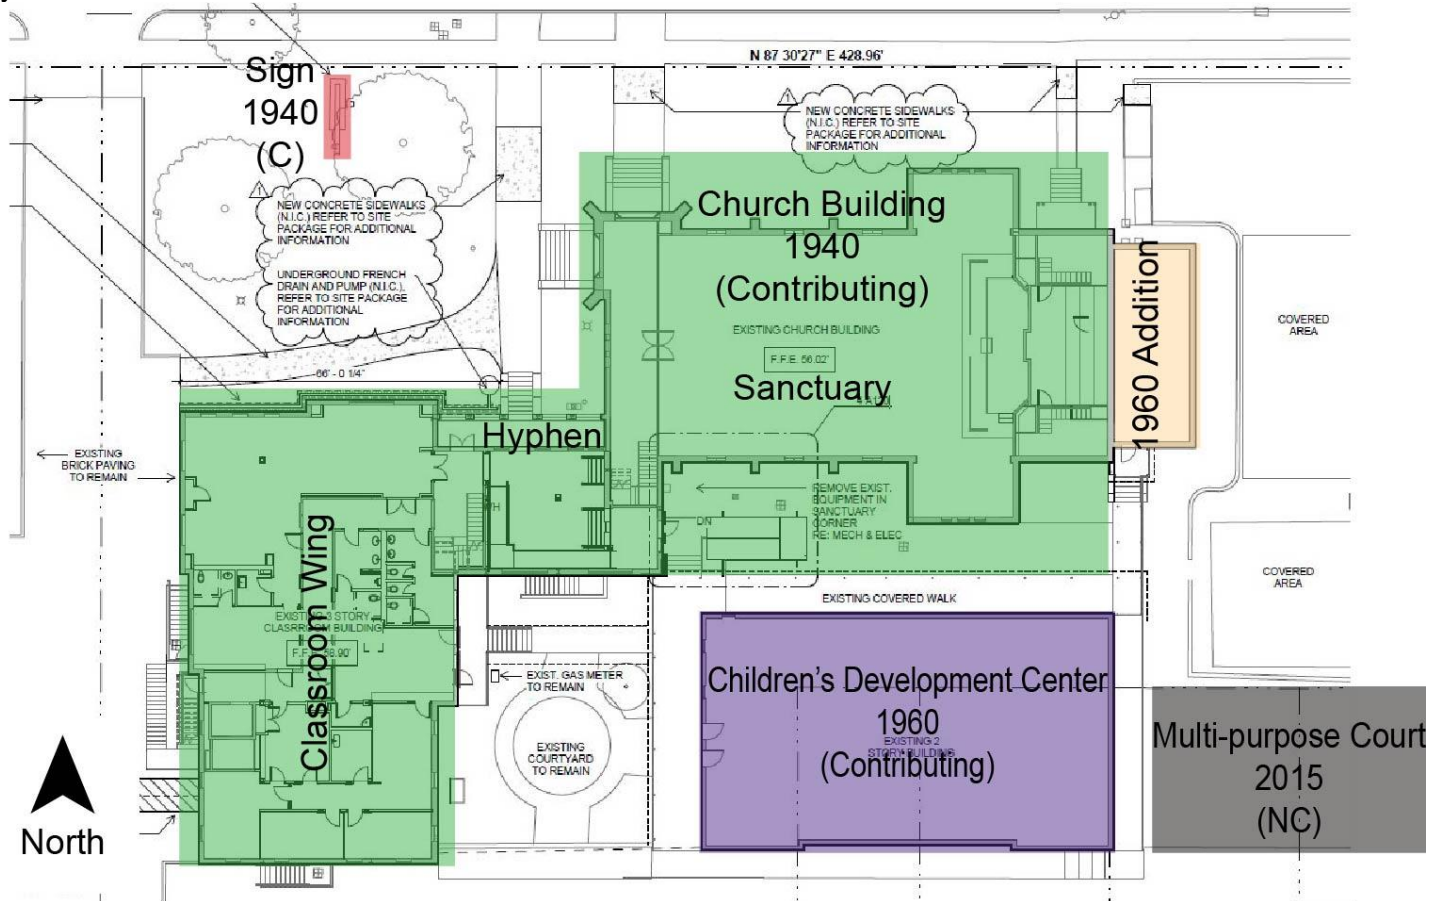 N 87 30'27" E 428.96'
Sign
1940
(C)
1
NEW CONCRETE SIDEWALKS
(N.I.C.) REFER TO SITE
PACKAGE FOR ADDITIONAL
INFORMATION
1
NEW CONCRETE SIDEWALKS
(N.I.C.) REFER TO SITE
PACKAGE FOR ADDITIONAL
INFORMATION
UNDERGROUND FRENCH
DRAIN AND PUMP (N.I.C.),
REFER TO SITE PACKAGE
FOR ADDITIONAL
INFORMATION
66' - 0 1/4"
Church Building
1940
(Contributing)
EXISTING CHURCH BUILDING
F.F.E. 56.02'
Sanctuary
1960 Addition
COVERED
AREA
COVERED
AREA
Hyphen
EXISTING
BRICK PAVING
TO REMAIN
REMOVE EXIST.
EQUIPMENT IN
SANCTUARY
CORNER
RE: MECH & ELEC
DN
EXISTING COVERED WALK
Classroom Wing
EXISTING 3 STORY
CLASRROOM BUILDING
F.F.E. 58.90'
EXIST. GAS METER
TO REMAIN
EXISTING
COURTYARD
TO REMAIN
Children's Development Center
1960
(Contributing)
EXISTING 2
STORY BUILDING
Multi-purpose Court
2015
(NC)
North